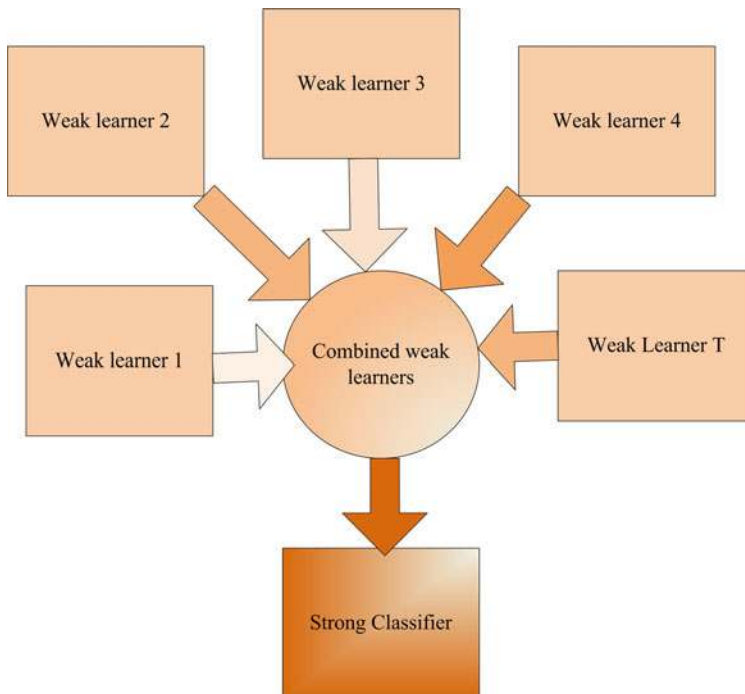 Weak learner 3
Weak learner 2
Weak learner 4
Weak learner 1
Combined weak
learners
Weak Learner T
Strong Classifier